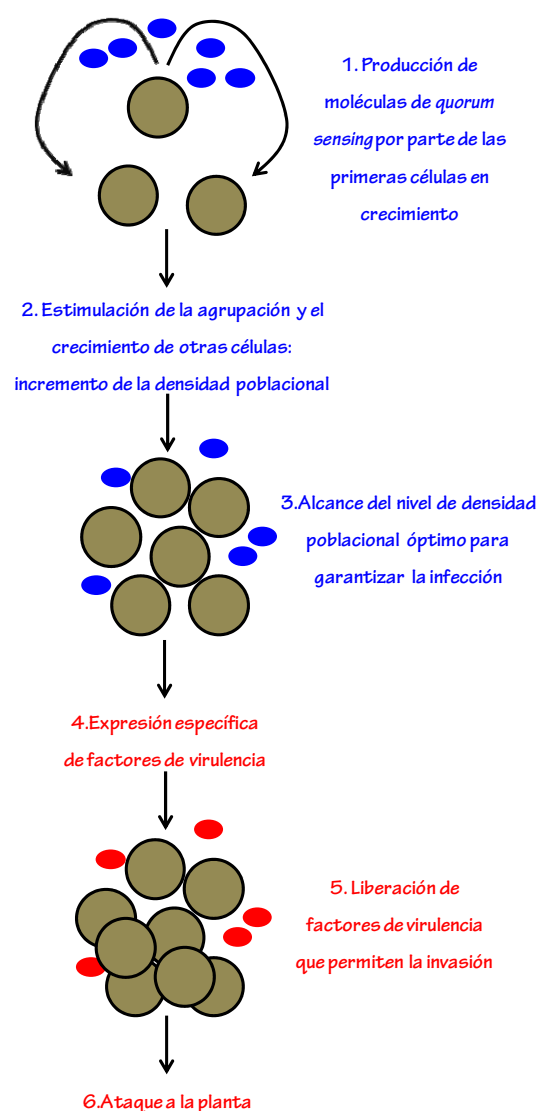 1. Producción de
moléculas de quorum
sensing por parte de las
primeras células en
crecimiento
2. Estimulación de la agrupación y el
crecimiento de otras células:
incremento de la densidad poblacional
3.Alcance del nivel de densidad
poblacional óptimo para
garantizar la infección
4.Expresión específica
de factores de virulencia
5. Liberación de
factores de virulencia
que permiten la invasión
6.Ataque a la planta